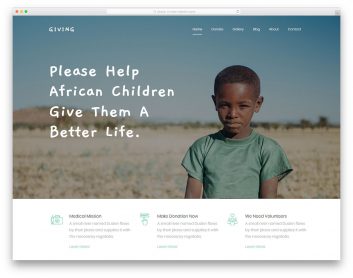 GIVING
Home Donate Gallery Blog About Contact
Please Help
African Children
Give Them A
Better Life.
Medical Mission
A small river named Duden flows
by their place and supplies it with
the necessary regelialia.
Learn More
Make Donation Now
A small river named Duden flows
by their place and supplies it with
the necessary regelialia.
Learn More
We Need Volunteers
A small river named Duden flows
by their place and supplies it with
the necessary regelialia.
Learn More